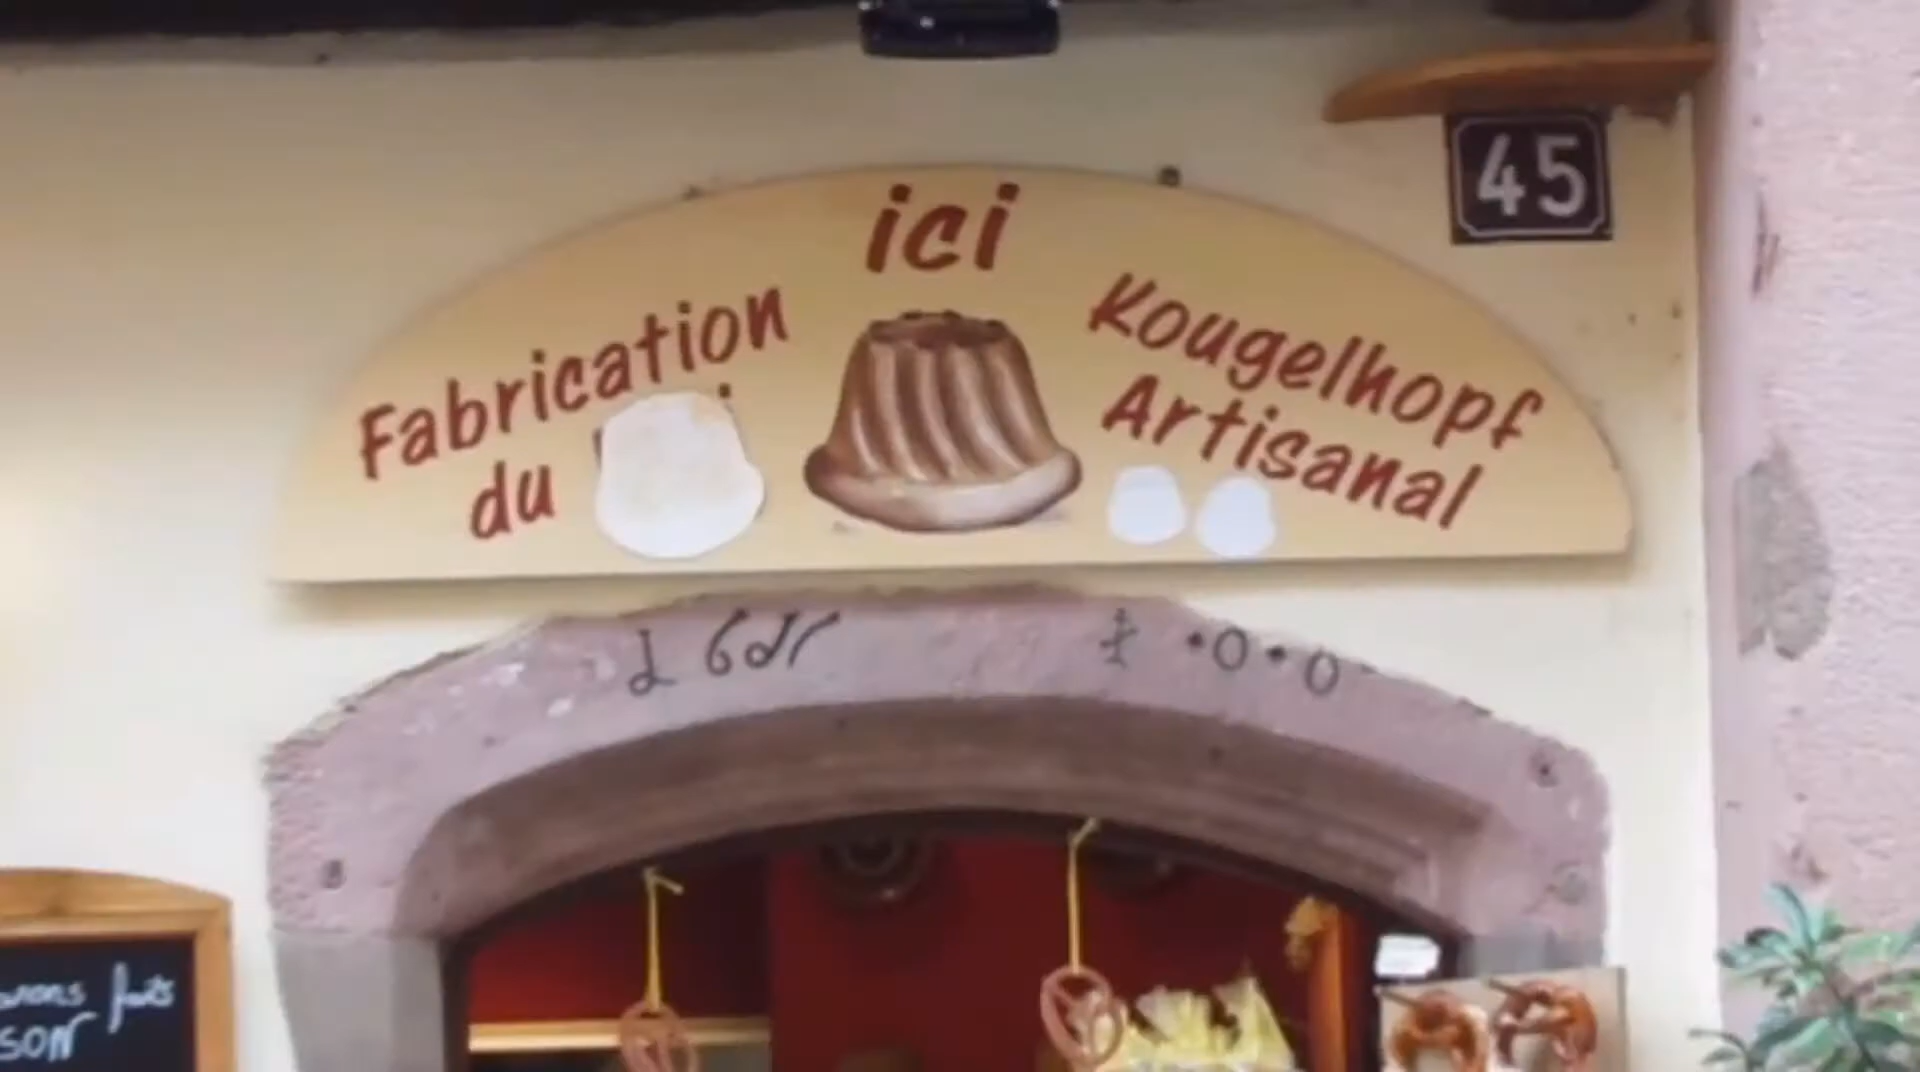 ici
Fabrication
du
Kougelhopf
Artisanal
45